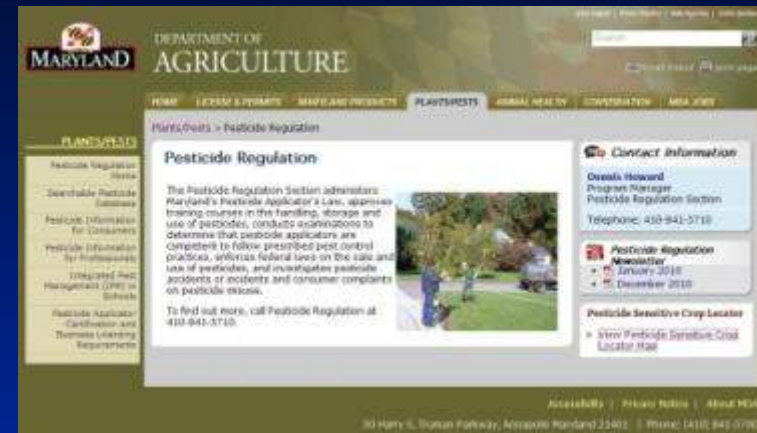 MARYLAND
DEPARTMENT OF
AGRICULTURE
HOME LICENSE & PERMITS MARYLAND PRODUCTS PLANTS/PESTS ANIMAL HEALTH CONSERVATION MDA JOBS
Plants/Pests > Pesticide Regulation
PLANTS/PESTS
Pesticide Regulation
Home
Searchable Pesticide
Database
Pesticide Information
for Consumers
Pesticide Information
for Professionals
Integrated Pest
Management (IPM) in
Schools
Pesticide Applicator
Certification and
Business Licensing
Requirements
Pesticide Regulation
The Pesticide Regulation Section administers
Maryland's Pesticide Applicator's Law, approves
training courses in the handling, storage and
use of pesticides, conducts examinations to
determine that pesticide applicators are
competent to follow prescribed pest control
practices, enforces federal laws on the sale and
use of pesticides, and investigates pesticide
accidents or incidents and consumer complaints
on pesticide misuse.
To find out more, call Pesticide Regulation at
410-841-5710.
Contact Information
Dennis Howard
Program Manager
Pesticide Regulation Section
Telephone: 410-841-5710
Pesticide Regulation
Newsletter
January 2010
December 2010
Pesticide Sensitive Crop Locator
View Pesticide Sensitive Crop
Locator Map
Accessibility | Privacy Notice | About MDA
50 Harry S. Truman Parkway, Annapolis Maryland 21401 | Phone: (410) 841-5700